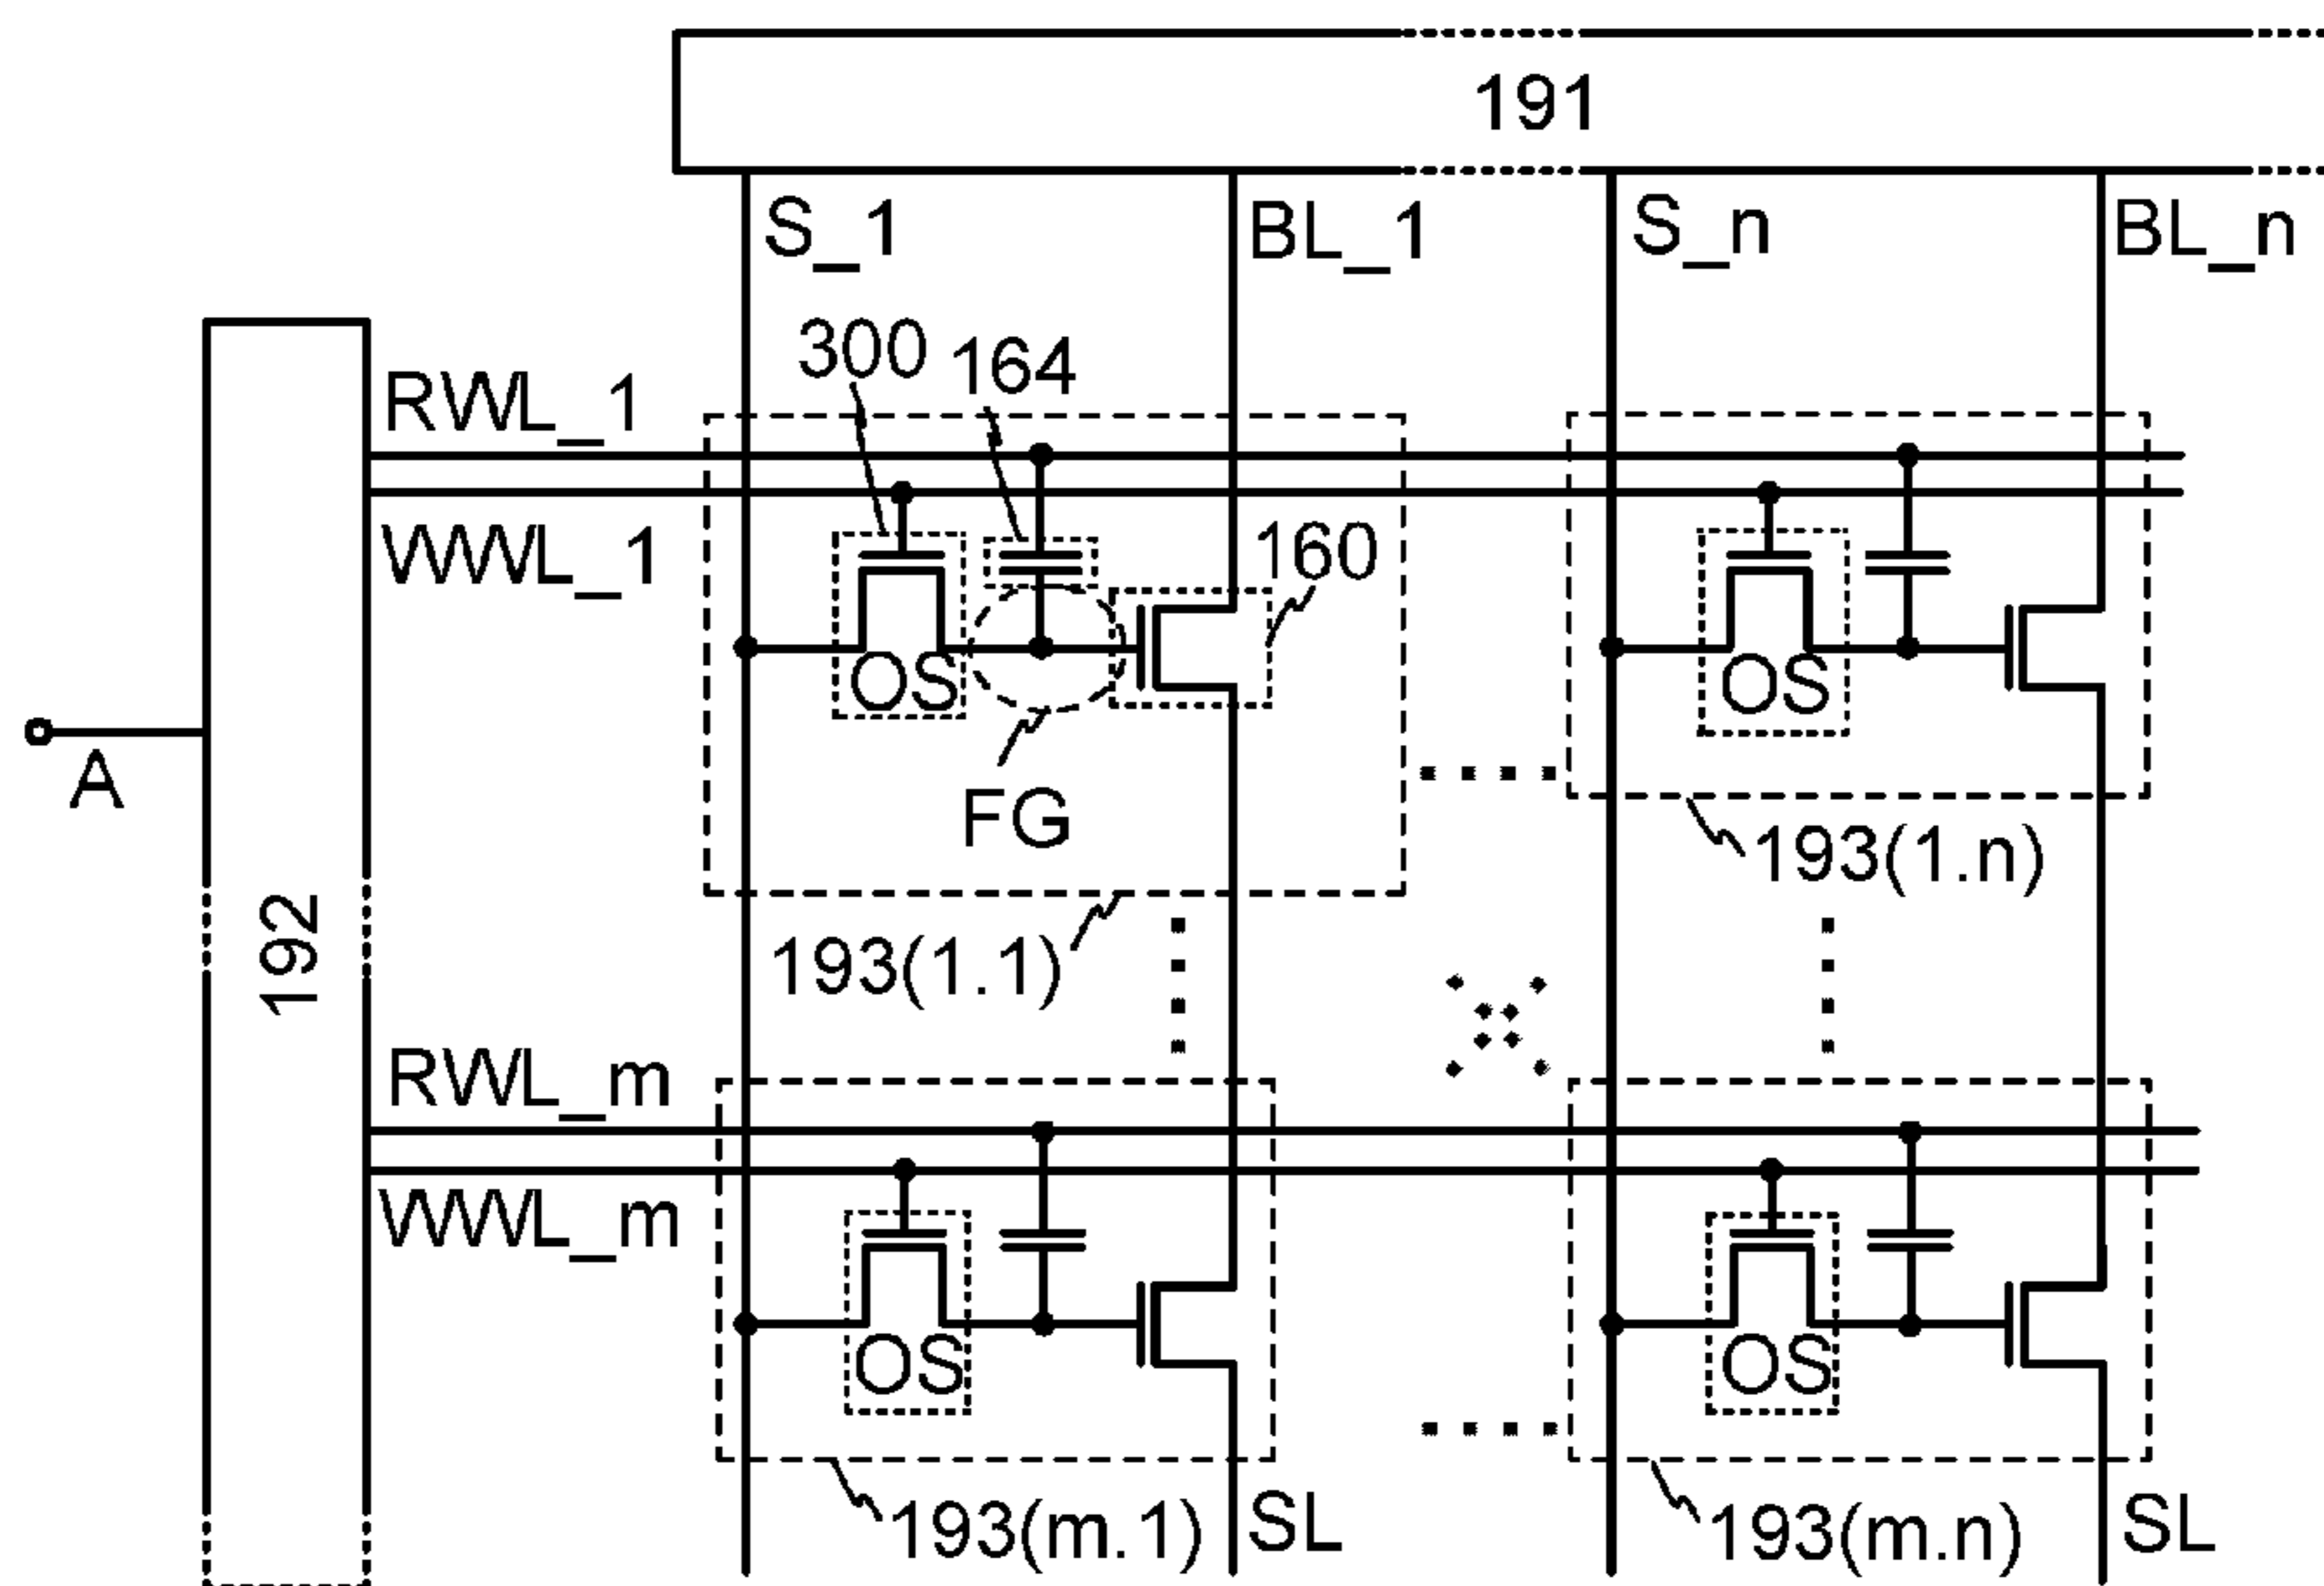 191
S_1
BL_1
S_n
BL_n
300
164
RWL_1
WWL_1
160
OS
OS
A
FG
193(1.n)
192
193(1.1)
RWL_m
WWL_m
OS
OS
193(m.1)
SL
193(m.n)
SL